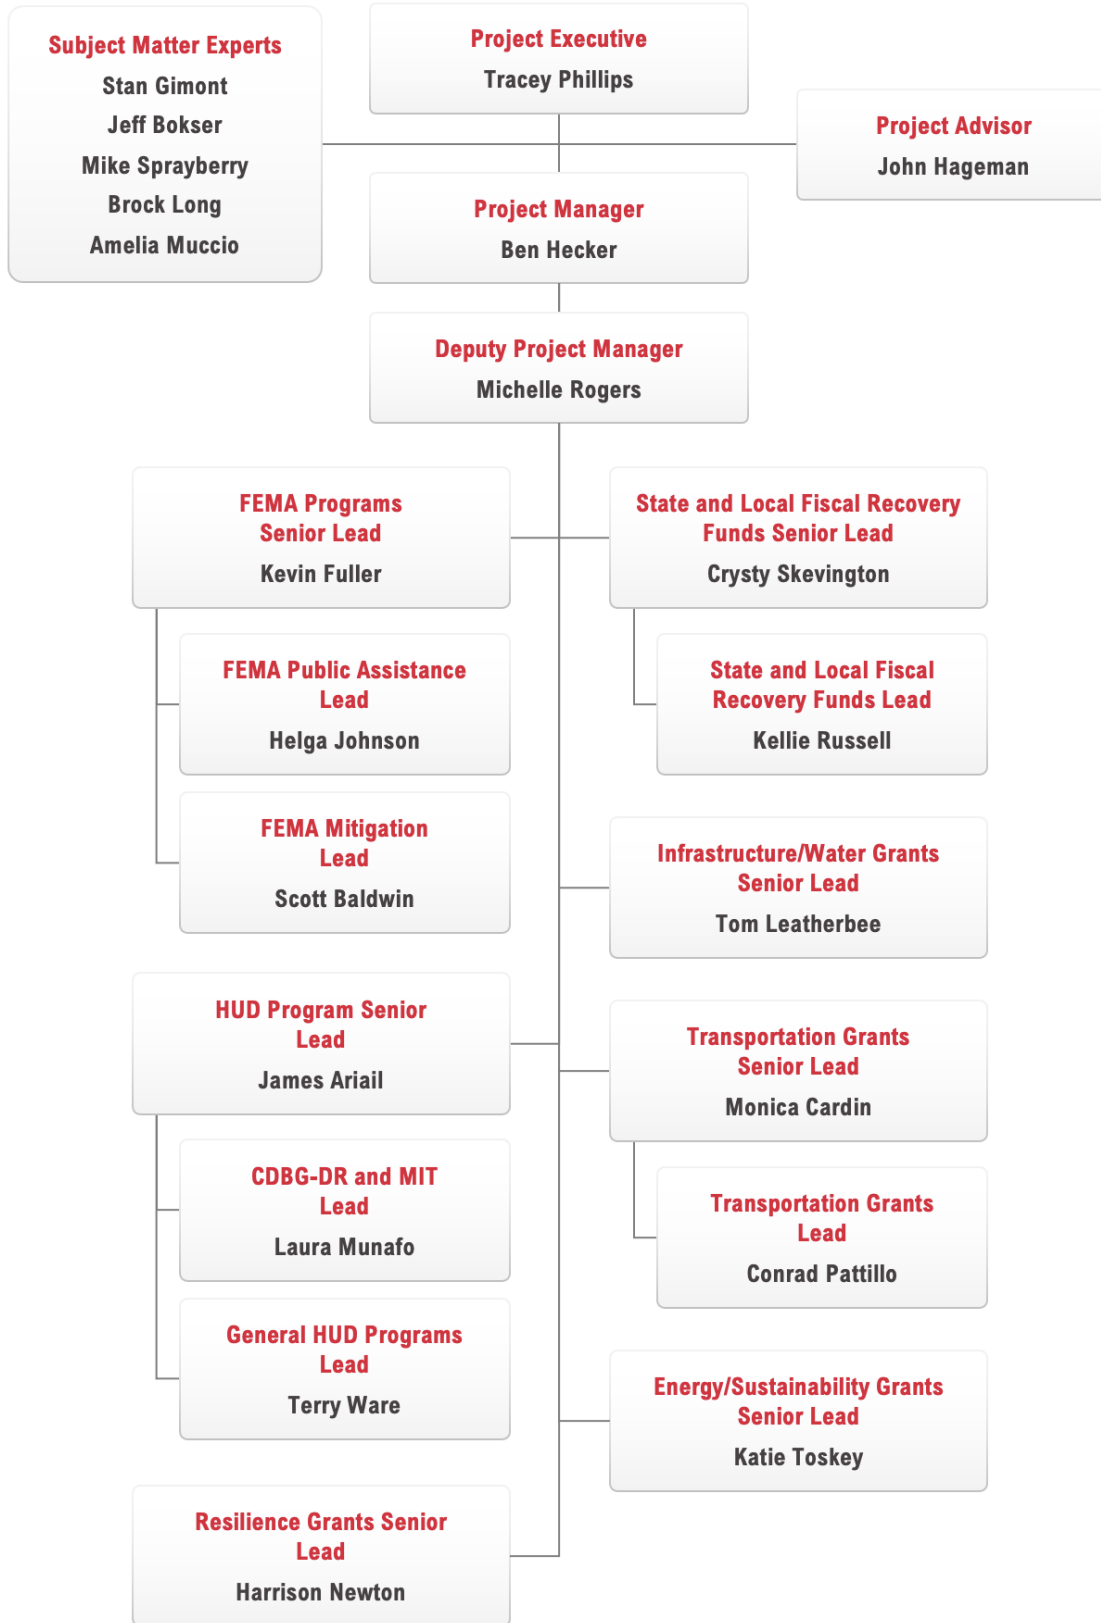 Subject Matter Experts
Stan Gimont
Jeff Bokser
Mike Sprayberry
Brock Long
Amelia Muccio
Project Executive
Tracey Phillips
Project Advisor
John Hageman
Project Manager
Ben Hecker
Deputy Project Manager
Michelle Rogers
FEMA Programs
Senior Lead
Kevin Fuller
FEMA Public Assistance
Lead
Helga Johnson
FEMA Mitigation
Lead
Scott Baldwin
HUD Program Senior
Lead
James Ariail
CDBG-DR and MIT
Lead
Laura Munafo
General HUD Programs
Lead
Terry Ware
Resilience Grants Senior
Lead
Harrison Newton
State and Local Fiscal Recovery
Funds Senior Lead
Crysty Skevington
State and Local Fiscal
Recovery Funds Lead
Kellie Russell
Infrastructure/Water Grants
Senior Lead
Tom Leatherbee
Transportation Grants
Senior Lead
Monica Cardin
Transportation Grants
Lead
Conrad Pattillo
Energy/Sustainability Grants
Senior Lead
Katie Toskey